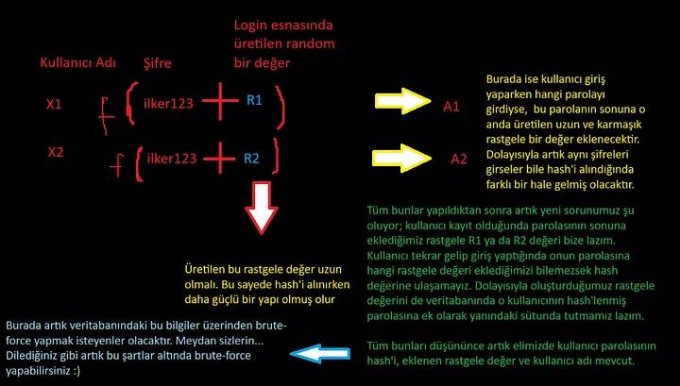 Login esnasında
üretilen random
bir değer
Kullanıcı Adı
Şifre
X1
f
(
ilker123
+
R1
)
A1
X2
f
(
ilker123
+
R2
)
A2
Burada ise kullanıcı giriş
yaparken hangi parolayı
girdiyse, bu parolanın sonuna o
anda üretilen uzun ve karmaşık
rastgele bir değer eklenecektir.
Dolayısıyla artık aynı şifreleri
girseler bile hash'i alındığında
farklı bir hale gelmiş olacaktır.
Üretilen bu rastgele değer uzun
olmalı. Bu sayede hash'i alınırken
daha güçlü bir yapı olmuş olur
Tüm bunlar yapıldıktan sonra artık yeni sorunumuz şu
oluyor; kullanıcı kayıt olduğunda parolasının sonuna
eklediğimiz rastgele R1 ya da R2 değeri bize lazım.
Kullanıcı tekrar gelip giriş yaptığında onun parolasına
hangi rastgele değeri eklediğimizi bilemezsek hash
değerine ulaşamayız. Dolayısıyla oluşturduğumuz rastgele
değerini de veritabanında o kullanıcının hash'lenmiş
parolasına ek olarak yanındaki sütunda tutmamız lazım.
Tüm bunları düşününce artık elimizde kullanıcı parolasının
hash'i, eklenen rastgele değer ve kullanıcı adı mevcut.
Burada artık veritabanındaki bu bilgiler üzerinden brute-
force yapmak isteyenler olacaktır. Meydan sizlerin...
Dilediğiniz gibi artık bu şartlar altında brute-force
yapabilirsiniz :)